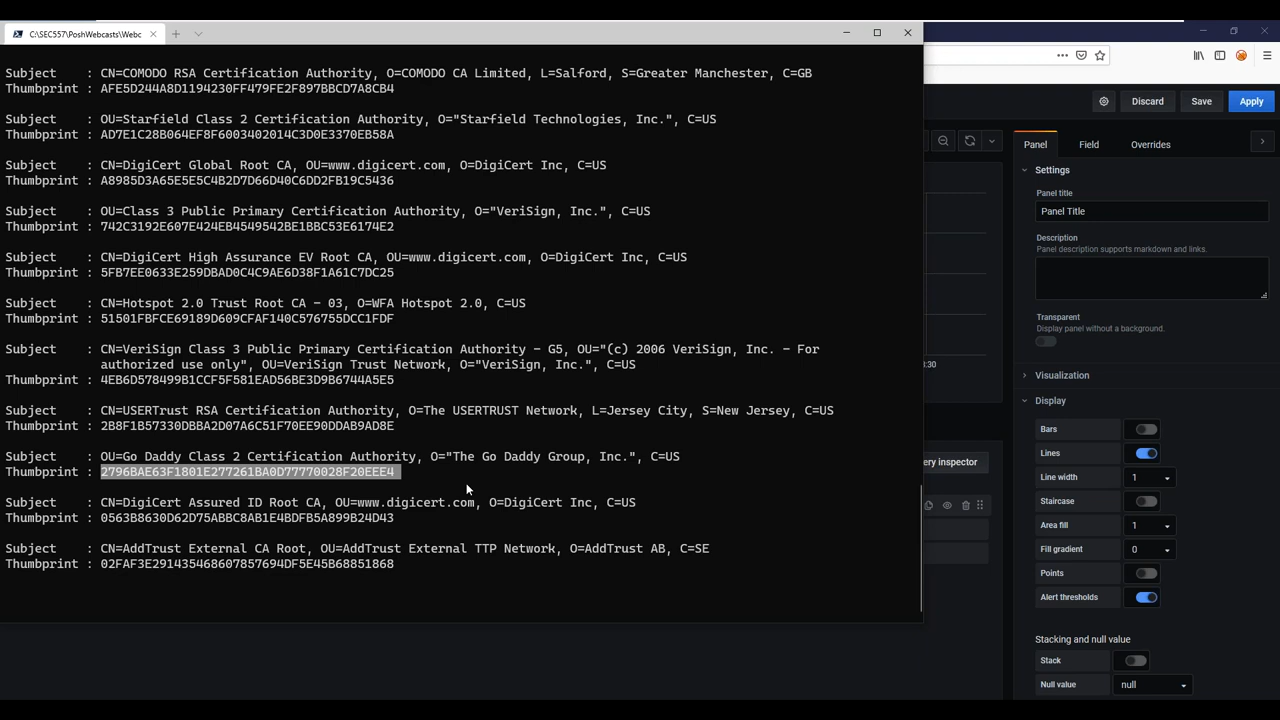 C:\SEC557\PoshWebcasts\Webc
Subject    : CN=COMODO RSA Certification Authority, O=COMODO CA Limited, L=Salford, S=Greater Manchester, C=GB
Thumbprint : AFE5D244A8D1194230FF479FE2F897BBCD7A8CB4
Subject    : OU=Starfield Class 2 Certification Authority, O="Starfield Technologies, Inc.", C=US
Thumbprint : AD7E1C28B064EF8F6003402014C3D0E3370EB58A
Subject    : CN=DigiCert Global Root CA, OU=www.digicert.com, O=DigiCert Inc, C=US
Thumbprint : A8985D3A65E5E5C4B2D7D66D40C6DD2FB19C5436
Subject    : OU=Class 3 Public Primary Certification Authority, O="VeriSign, Inc.", C=US
Thumbprint : 742C3192E607E424EB4549542BE1BBC53E6174E2
Subject    : CN=DigiCert High Assurance EV Root CA, OU=www.digicert.com, O=DigiCert Inc, C=US
Thumbprint : 5FB7EE0633E259DBAD0C4C9AE6D38F1A61C7DC25
Subject    : CN=Hotspot 2.0 Trust Root CA - 03, O=WFA Hotspot 2.0, C=US
Thumbprint : 51501FBFCE69189D609CFAF140C576755DCC1FDF
Subject    : CN=VeriSign Class 3 Public Primary Certification Authority - G5, OU="(c) 2006 VeriSign, Inc. - For
authorized use only", OU=VeriSign Trust Network, O="VeriSign, Inc.", C=US
Thumbprint : 4EB6D578499B1CCF5F581EAD56BE3D9B6744A5E5
Subject    : CN=USERTrust RSA Certification Authority, O=The USERTRUST Network, L=Jersey City, S=New Jersey, C=US
Thumbprint : 2B8F1B57330DBBA2D07A6C51F70EE90DDAB9AD8E
Subject    : OU=Go Daddy Class 2 Certification Authority, O="The Go Daddy Group, Inc.", C=US
Thumbprint : 2796BAE63F1801E277261BA0D77770028F20EEE4
Subject    : CN=DigiCert Assured ID Root CA, OU=www.digicert.com, O=DigiCert Inc, C=US
Thumbprint : 0563B8630D62D75ABBC8AB1E4BDFB5A899B24D43
Subject    : CN=AddTrust External CA Root, OU=AddTrust External TTP Network, O=AddTrust AB, C=SE
Thumbprint : 02FAF3E291435468607857694DF5E45B68851868
Discard Save Apply
Panel Field Overrides
Settings
Panel title
Panel Title
Description
Panel description supports markdown and links.
Transparent
Display panel without a background.
:30
Visualization
Display
Bars
Lines
Line width 1
Staircase
Area fill 1
Fill gradient 0
Points
Alert thresholds
ery inspector
Stacking and null value
Stack
Null value null